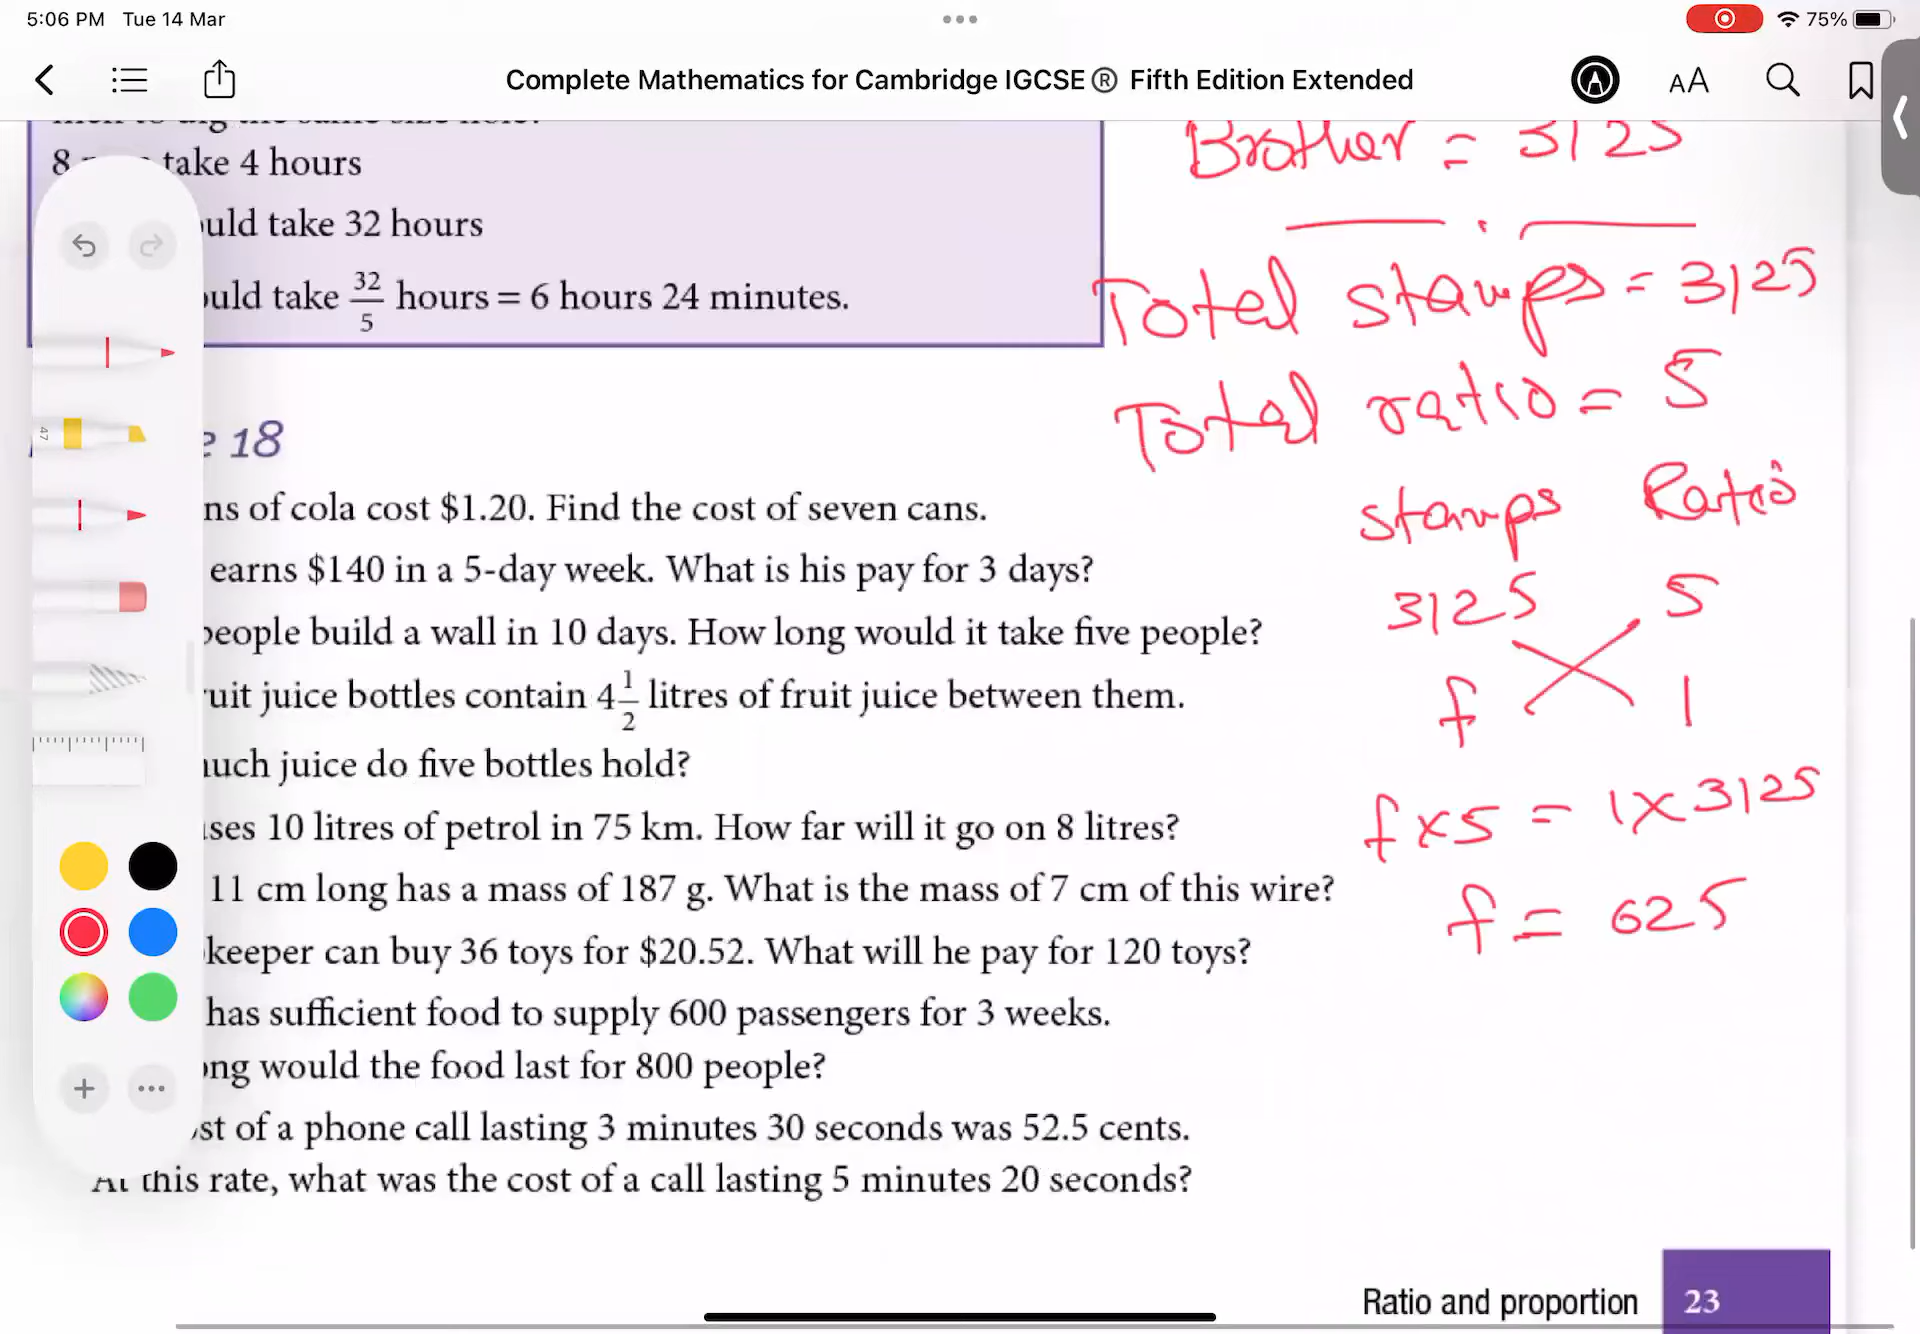 5:06 PM Tue 14 Mar
75%
Complete Mathematics for Cambridge IGCSE® Fifth Edition Extended
AA
8 take 4 hours
uld take 32 hours
uld take 32/5 hours = 6 hours 24 minutes.
47
e 18
ns of cola cost $1.20. Find the cost of seven cans.
earns $140 in a 5-day week. What is his pay for 3 days?
people build a wall in 10 days. How long would it take five people?
uit juice bottles contain 4 1/2 litres of fruit juice between them.
uch juice do five bottles hold?
ses 10 litres of petrol in 75 km. How far will it go on 8 litres?
11 cm long has a mass of 187 g. What is the mass of 7 cm of this wire?
keeper can buy 36 toys for $20.52. What will he pay for 120 toys?
has sufficient food to supply 600 passengers for 3 weeks.
ng would the food last for 800 people?
st of a phone call lasting 3 minutes 30 seconds was 52.5 cents.
At this rate, what was the cost of a call lasting 5 minutes 20 seconds?
Brother = 3125
Total stamps = 3125
Total ratio = 5
stamps Ratio
3125 5
f 1
f x 5 = 1 x 3125
f = 625
Ratio and proportion 23